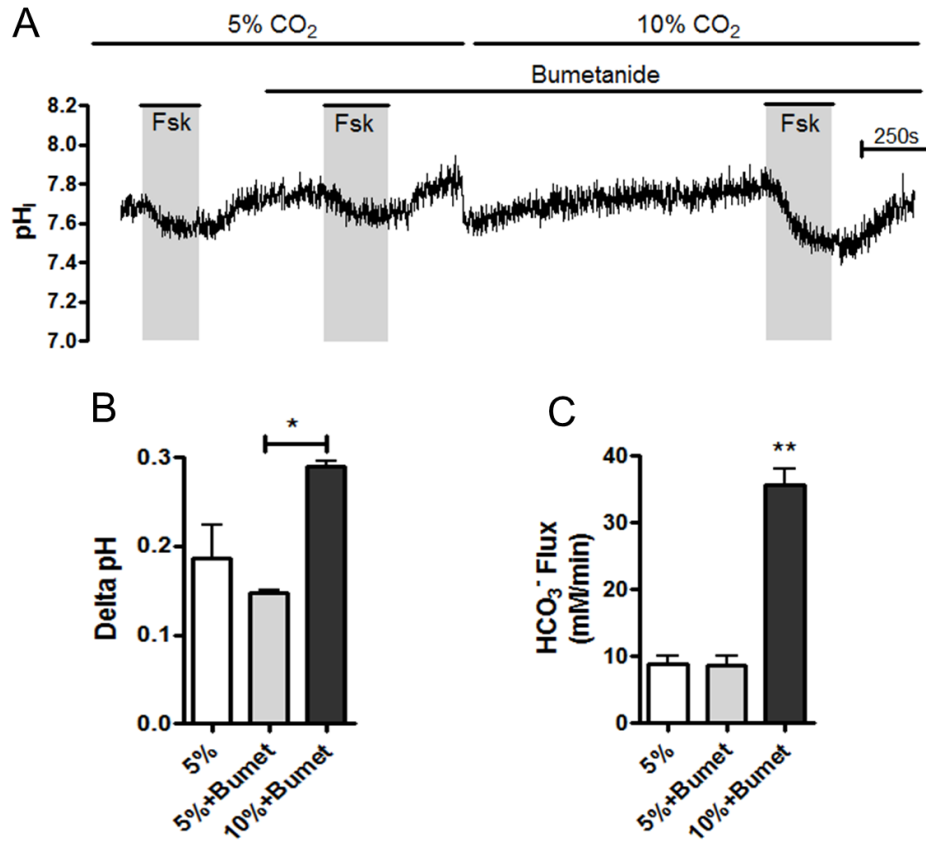 A
5% CO₂ 10% CO₂
Bumetanide
Fsk Fsk Fsk
250s
8.2
8.0
7.8
7.6
7.4
7.2
7.0
pHᵢ
B
*
0.3
0.2
0.1
0.0
Delta pH
5% 5%+Bumet 10%+Bumet
C
**
40
30
20
10
0
HCO₃⁻ Flux
(mM/min)
5% 5%+Bumet 10%+Bumet